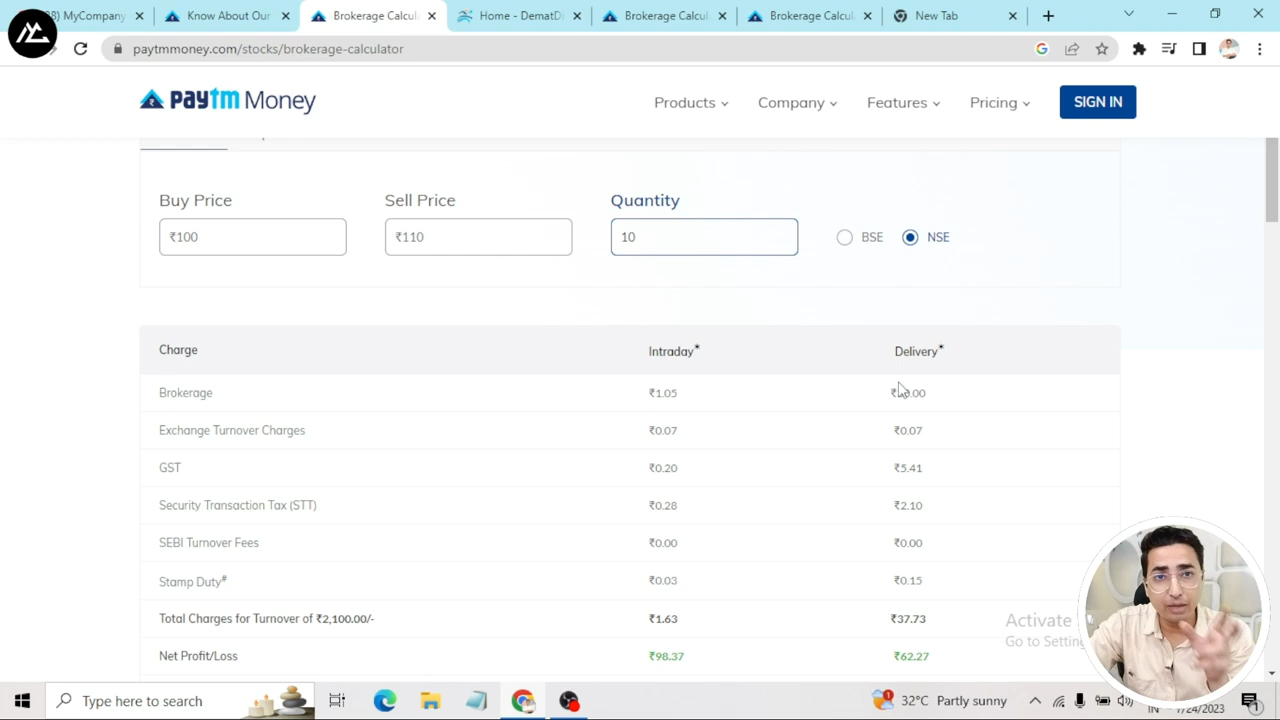 MyCompany
Know About Our
Brokerage Calcul
Home - DematDi
Brokerage Calcul
Brokerage Calcul
New Tab
paytmmoney.com/stocks/brokerage-calculator
paytm Money
Products
Company
Features
Pricing
SIGN IN
Buy Price
Sell Price
Quantity
₹100
₹110
10
BSE
NSE
Charge
Intraday*
Delivery*
Brokerage
₹1.05
Exchange Turnover Charges
₹0.07
₹0.07
GST
₹0.20
₹5.41
Security Transaction Tax (STT)
₹0.28
₹2.10
SEBI Turnover Fees
₹0.00
₹0.00
Stamp Duty#
₹0.03
₹0.15
Total Charges for Turnover of ₹2,100.00/-
₹1.63
₹37.73
Net Profit/Loss
₹98.37
₹62.27
Activate
Go to Setting
Type here to search
32°C Partly sunny
IN
7/24/2023